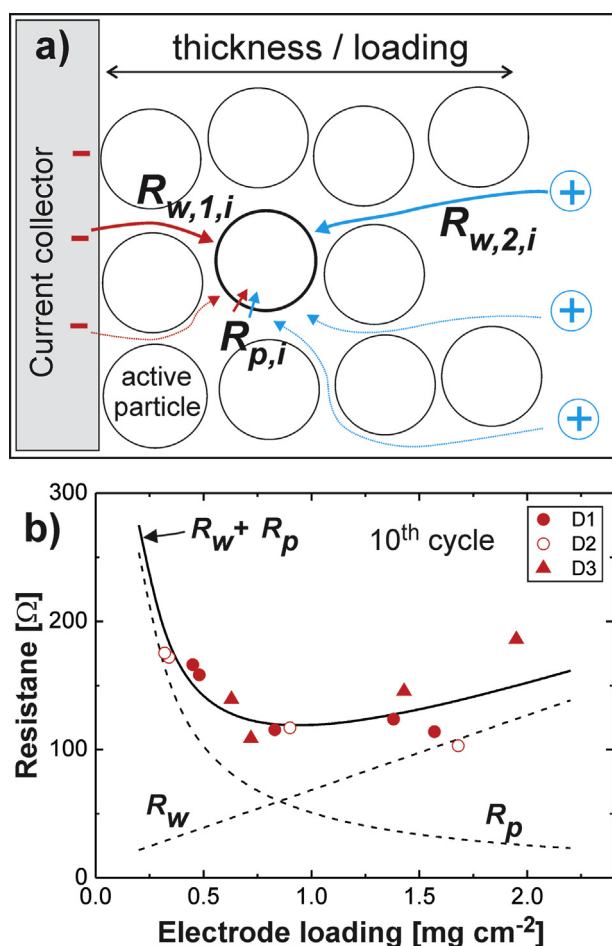 a)
thickness / loading
Current collector
-
-
-
R_{w,1,i}
R_{w,2,i}
R_{p,i}
active
particle
+
+
+
b)
300
200
100
0
Resistane [Ω]
R_w + R_p
10^{th} cycle
D1
D2
D3
R_w
R_p
0.0 0.5 1.0 1.5 2.0
Electrode loading [mg cm^{-2}]